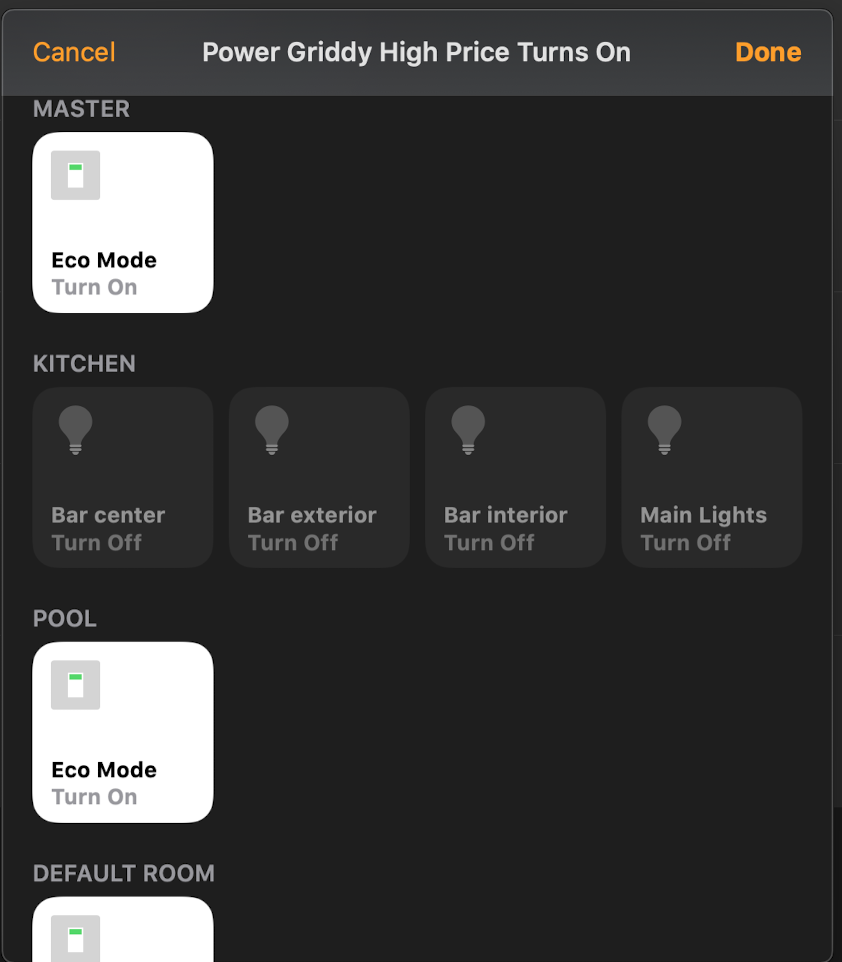 Cancel
Power Griddy High Price Turns On
Done
MASTER
Eco Mode
Turn On
KITCHEN
Bar center
Turn Off
Bar exterior
Turn Off
Bar interior
Turn Off
Main Lights
Turn Off
POOL
Eco Mode
Turn On
DEFAULT ROOM